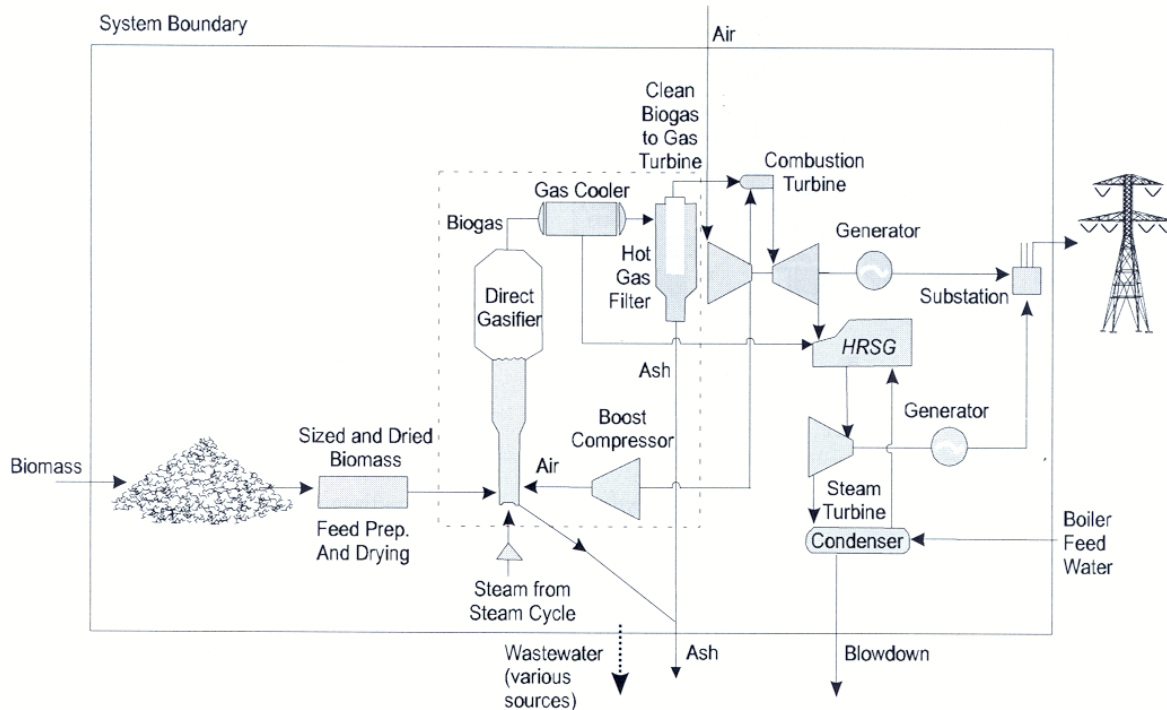 System Boundary
Air
Clean
Biogas
to Gas
Turbine
Combustion
Turbine
Gas Cooler
Biogas
Generator
Hot
Gas
Filter
Direct
Gasifier
Substation
HRSG
Ash
Generator
Boost
Compressor
Sized and Dried
Biomass
Biomass
Air
Steam
Turbine
Feed Prep.
And Drying
Condenser
Boiler
Feed
Water
Steam from
Steam Cycle
Wastewater
(various
sources)
Ash
Blowdown